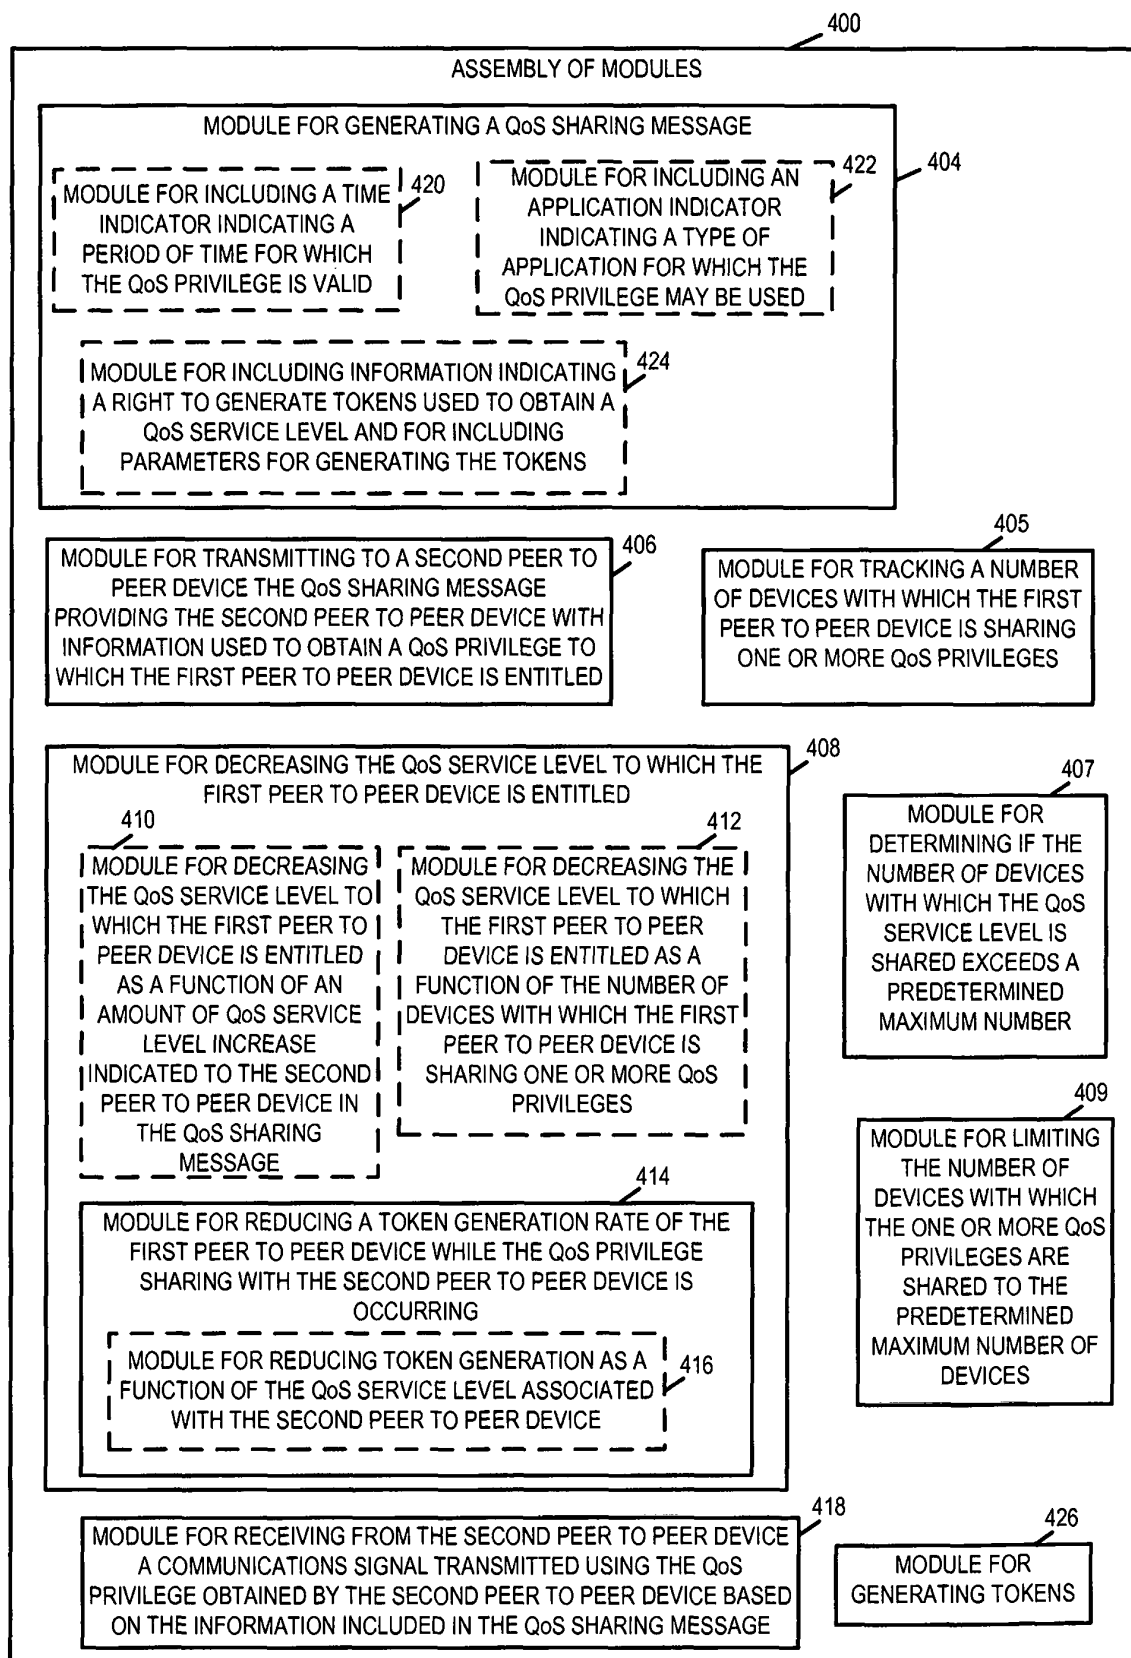 400
ASSEMBLY OF MODULES
MODULE FOR GENERATING A QoS SHARING MESSAGE
404
MODULE FOR INCLUDING A TIME
INDICATOR INDICATING A
PERIOD OF TIME FOR WHICH
THE QoS PRIVILEGE IS VALID
420
MODULE FOR INCLUDING AN
APPLICATION INDICATOR
INDICATING A TYPE OF
APPLICATION FOR WHICH THE
QoS PRIVILEGE MAY BE USED
422
MODULE FOR INCLUDING INFORMATION INDICATING
A RIGHT TO GENERATE TOKENS USED TO OBTAIN A
QoS SERVICE LEVEL AND FOR INCLUDING
PARAMETERS FOR GENERATING THE TOKENS
424
MODULE FOR TRANSMITTING TO A SECOND PEER TO
PEER DEVICE THE QoS SHARING MESSAGE
PROVIDING THE SECOND PEER TO PEER DEVICE WITH
INFORMATION USED TO OBTAIN A QoS PRIVILEGE TO
WHICH THE FIRST PEER TO PEER DEVICE IS ENTITLED
406
405
MODULE FOR TRACKING A NUMBER
OF DEVICES WITH WHICH THE FIRST
PEER TO PEER DEVICE IS SHARING
ONE OR MORE QoS PRIVILEGES
MODULE FOR DECREASING THE QoS SERVICE LEVEL TO WHICH THE
FIRST PEER TO PEER DEVICE IS ENTITLED
408
410
MODULE FOR DECREASING
THE QoS SERVICE LEVEL TO
WHICH THE FIRST PEER TO
PEER DEVICE IS ENTITLED
AS A FUNCTION OF AN
AMOUNT OF QoS SERVICE
LEVEL INCREASE
INDICATED TO THE SECOND
PEER TO PEER DEVICE IN
THE QoS SHARING
MESSAGE
412
MODULE FOR DECREASING THE
QoS SERVICE LEVEL TO WHICH
THE FIRST PEER TO PEER
DEVICE IS ENTITLED AS A
FUNCTION OF THE NUMBER OF
DEVICES WITH WHICH THE FIRST
PEER TO PEER DEVICE IS
SHARING ONE OR MORE QoS
PRIVILEGES
407
MODULE FOR
DETERMINING IF THE
NUMBER OF DEVICES
WITH WHICH THE QoS
SERVICE LEVEL IS
SHARED EXCEEDS A
PREDETERMINED
MAXIMUM NUMBER
409
MODULE FOR LIMITING
THE NUMBER OF
DEVICES WITH WHICH
THE ONE OR MORE QoS
PRIVILEGES ARE
SHARED TO THE
PREDETERMINED
MAXIMUM NUMBER OF
DEVICES
414
MODULE FOR REDUCING A TOKEN GENERATION RATE OF THE
FIRST PEER TO PEER DEVICE WHILE THE QoS PRIVILEGE
SHARING WITH THE SECOND PEER TO PEER DEVICE IS
OCCURRING
MODULE FOR REDUCING TOKEN GENERATION AS A
FUNCTION OF THE QoS SERVICE LEVEL ASSOCIATED
WITH THE SECOND PEER TO PEER DEVICE
416
MODULE FOR RECEIVING FROM THE SECOND PEER TO PEER DEVICE
A COMMUNICATIONS SIGNAL TRANSMITTED USING THE QoS
PRIVILEGE OBTAINED BY THE SECOND PEER TO PEER DEVICE BASED
ON THE INFORMATION INCLUDED IN THE QoS SHARING MESSAGE
418
426
MODULE FOR
GENERATING TOKENS